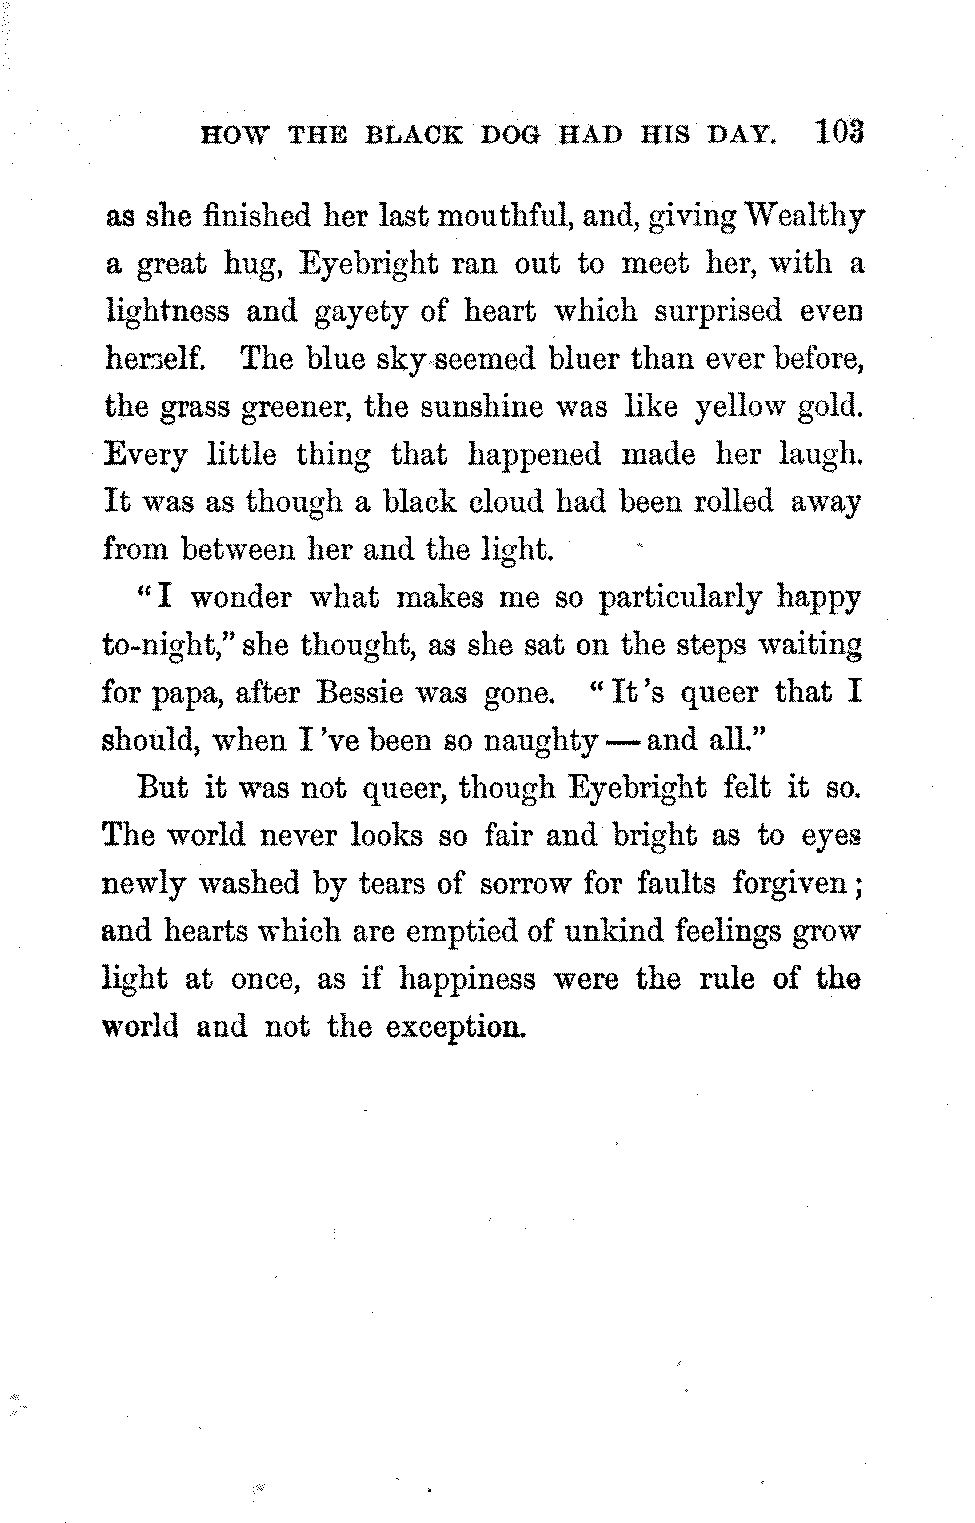 HOW THE BLACK DOG HAD HIS DAY. 103
as she finished her last mouthful, and, giving Wealthy
a great hug, Eyebright ran out to meet her, with a
lightness and gayety of heart which surprised even
herself. The blue sky seemed bluer than ever before,
the grass greener, the sunshine was like yellow gold.
Every little thing that happened made her laugh.
It was as though a black cloud had been rolled away
from between her and the light.
"I wonder what makes me so particularly happy
to-night," she thought, as she sat on the steps waiting
for papa, after Bessie was gone. "It's queer that I
should, when I 've been so naughty — and all."
But it was not queer, though Eyebright felt it so.
The world never looks so fair and bright as to eyes
newly washed by tears of sorrow for faults forgiven;
and hearts which are emptied of unkind feelings grow
light at once, as if happiness were the rule of the
world and not the exception.